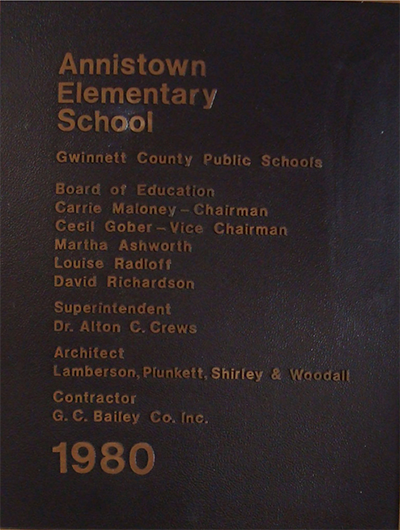 Annistown
Elementary
School
Gwinnett County Public Schools
Board of Education
Carrie Maloney – Chairman
Cecil Gober – Vice Chairman
Martha Ashworth
Louise Radloff
David Richardson
Superintendent
Dr. Alton C. Crews
Architect
Lamberson, Plunkett, Shirley & Woodall
Contractor
G. C. Bailey Co. Inc.
1980